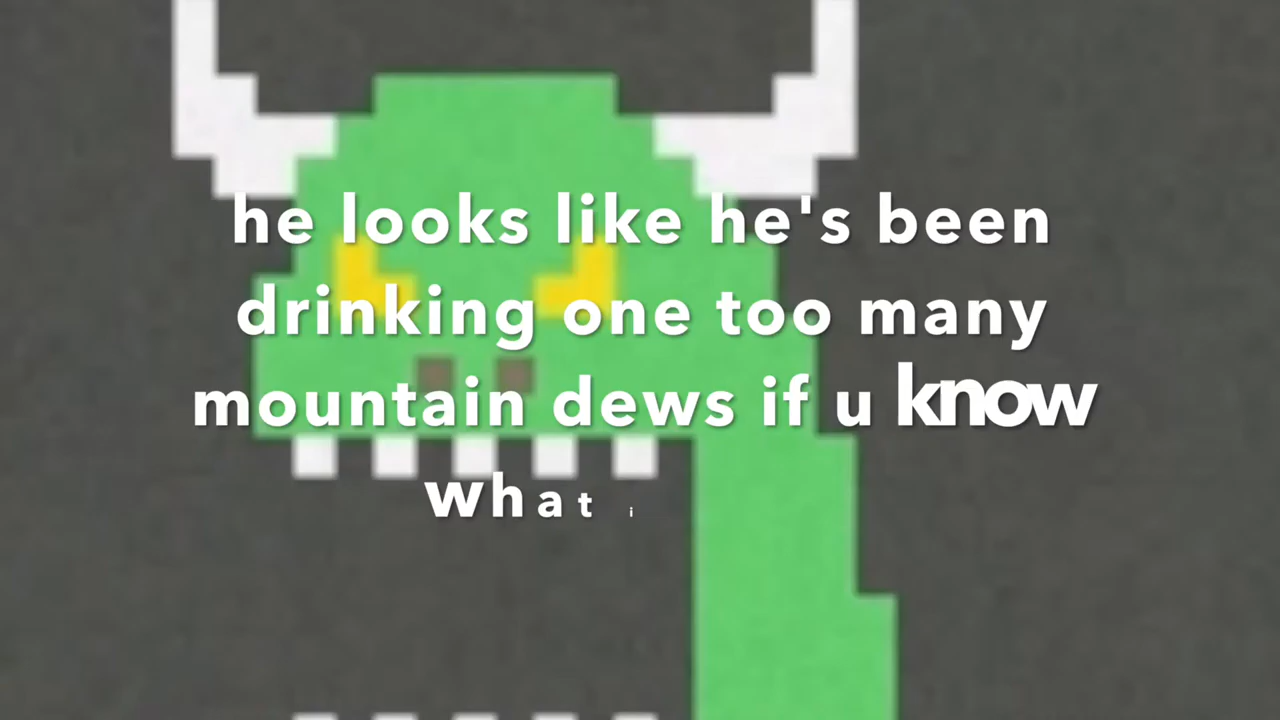 he looks like he's been
drinking one too many
mountain dews if u know
what i